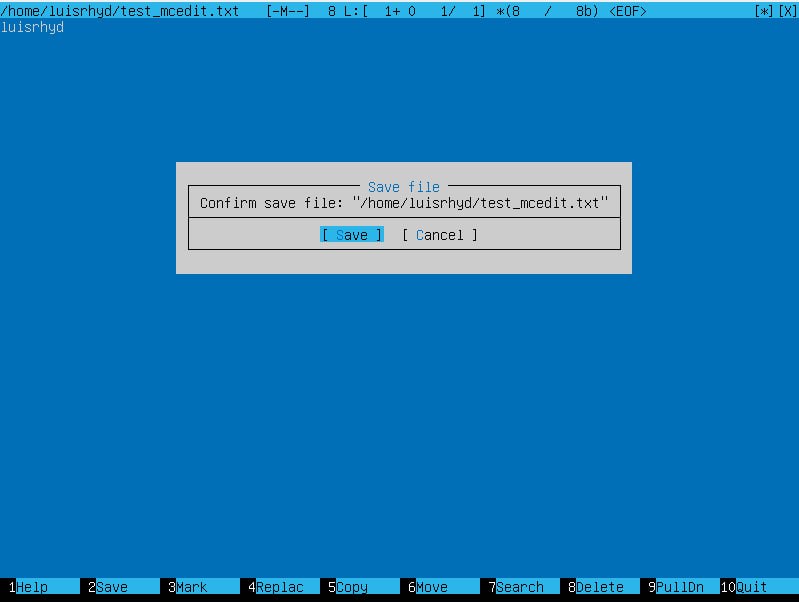 /home/luisrhyd/test_mcedit.txt   [-M--]  8 L:[  1+ 0   1/  1] *(8   /   8b) <EOF>             [*][X]
luisrhyd
Save file
Confirm save file: "/home/luisrhyd/test_mcedit.txt"
[ Save ]  [ Cancel ]
1Help 2Save 3Mark 4Replac 5Copy 6Move 7Search 8Delete 9PullDn 10Quit